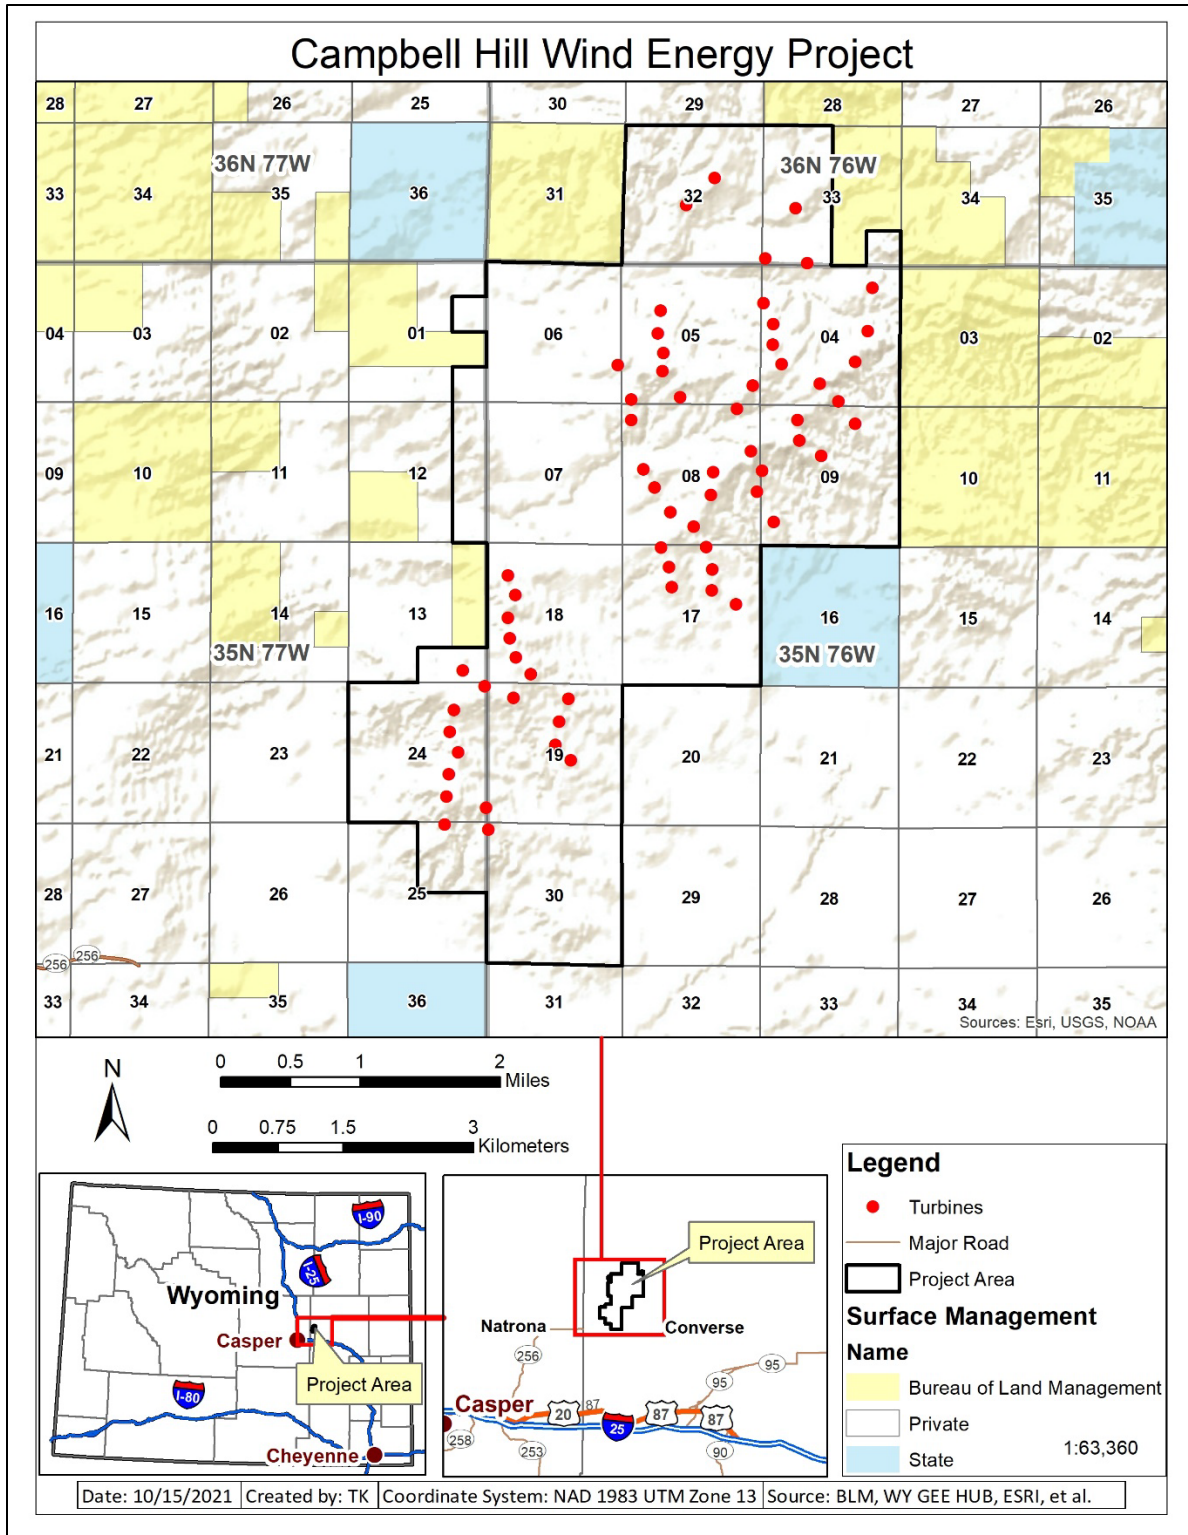 Campbell Hill Wind Energy Project
28 27 26 25 30 29 28 27 26
36N 77W 36N 76W
33 34 35 36 31 32 33 34 35
04 03 02 01 06 05 04 03 02
09 10 11 12 07 08 09 10 11
16 15 14 13 18 17 16 15 14
35N 77W 35N 76W
21 22 23 24 19 20 21 22 23
28 27 26 25 30 29 28 27 26
256 256
33 34 35 36 31 32 33 34 35
Sources: Esri, USGS, NOAA
N
0 0.5 1 2
Miles
0 0.75 1.5 3
Kilometers
I-90
I-25
Wyoming
Casper
Project Area
I-80
Cheyenne
Project Area
Natrona Converse
256 95 95
Casper
20 87 25 87 87
258 253 90
Legend
Turbines
Major Road
Project Area
Surface Management
Name
Bureau of Land Management
Private
State
1:63,360
Date: 10/15/2021 Created by: TK Coordinate System: NAD 1983 UTM Zone 13 Source: BLM, WY GEE HUB, ESRI, et al.